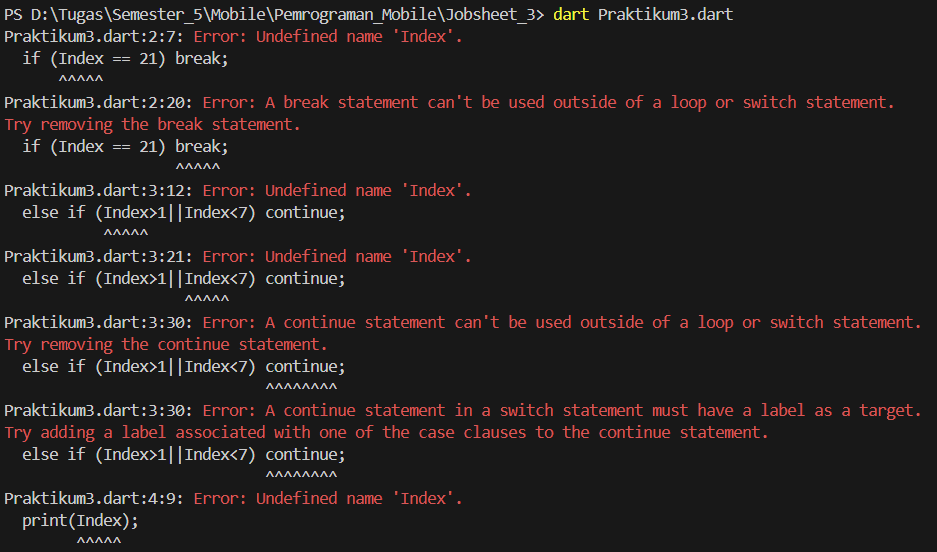 PS D:\Tugas\Semester_5\Mobile\Pemrograman_Mobile\Jobsheet_3> dart Praktikum3.dart
Praktikum3.dart:2:7: Error: Undefined name 'Index'.
  if (Index == 21) break;
      ^^^^^
Praktikum3.dart:2:20: Error: A break statement can't be used outside of a loop or switch statement.
Try removing the break statement.
  if (Index == 21) break;
                   ^^^^^
Praktikum3.dart:3:12: Error: Undefined name 'Index'.
  else if (Index>1||Index<7) continue;
           ^^^^^
Praktikum3.dart:3:21: Error: Undefined name 'Index'.
  else if (Index>1||Index<7) continue;
                    ^^^^^
Praktikum3.dart:3:30: Error: A continue statement can't be used outside of a loop or switch statement.
Try removing the continue statement.
  else if (Index>1||Index<7) continue;
                             ^^^^^^^^
Praktikum3.dart:3:30: Error: A continue statement in a switch statement must have a label as a target.
Try adding a label associated with one of the case clauses to the continue statement.
  else if (Index>1||Index<7) continue;
                             ^^^^^^^^
Praktikum3.dart:4:9: Error: Undefined name 'Index'.
  print(Index);
        ^^^^^